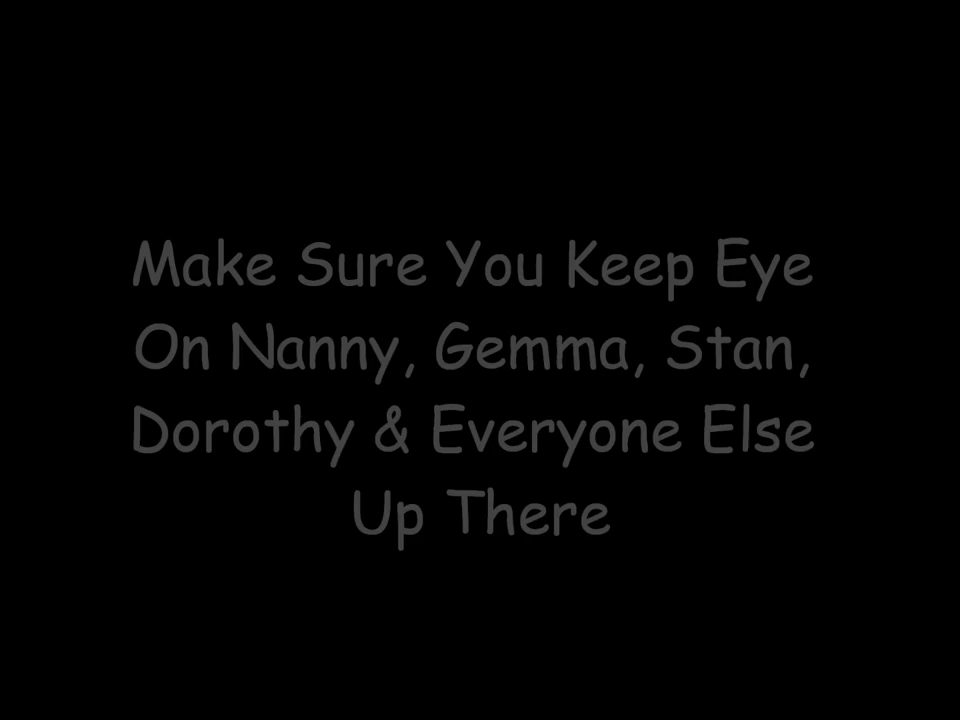 Make Sure You Keep Eye
On Nanny, Gemma, Stan,
Dorothy & Everyone Else
Up There